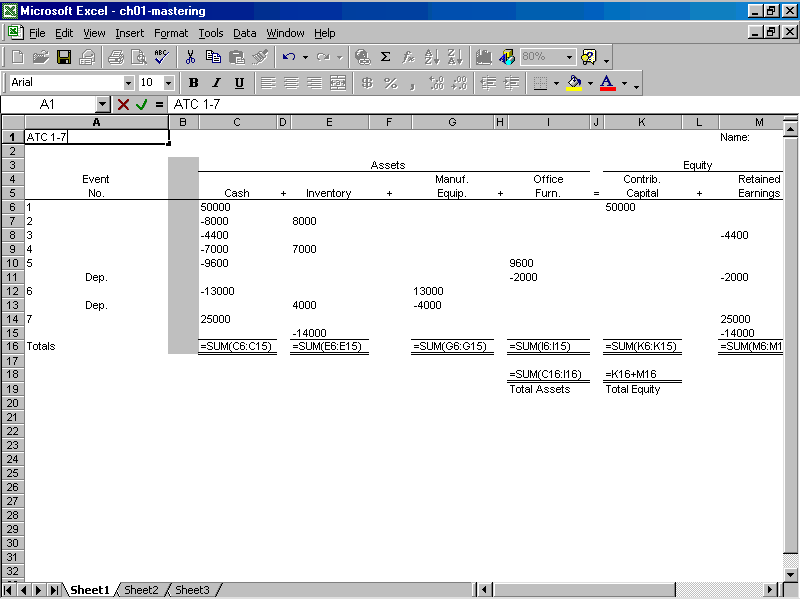 Microsoft Excel - ch01-mastering
File Edit View Insert Format Tools Data Window Help
ABC Σ fx A Z Z A 80% ?
Arial 10 B I U $ % , A
A1 = ATC 1-7
A B C D E F G H I J K L M
1 ATC 1-7 Name:
2
3 Assets Equity
4 Event Manuf. Office Contrib. Retained
5 No. Cash + Inventory + Equip. + Furn. = Capital + Earnings
6 1 50000 50000
7 2 -8000 8000
8 3 -4400 -4400
9 4 -7000 7000
10 5 -9600 9600
11 Dep. -2000 -2000
12 6 -13000 13000
13 Dep. 4000 -4000
14 7 25000 25000
15 -14000 -14000
16 Totals =SUM(C6:C15) =SUM(E6:E15) =SUM(G6:G15) =SUM(I6:I15) =SUM(K6:K15) =SUM(M6:M1
17
18 =SUM(C16:I16) =K16+M16
19 Total Assets Total Equity
20
21
22
23
24
25
26
27
28
29
30
31
32
Sheet1 Sheet2 Sheet3